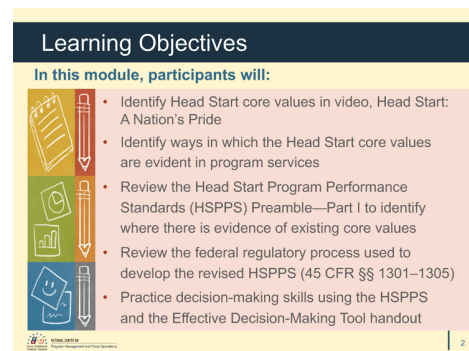 Learning Objectives
In this module, participants will:
• Identify Head Start core values in video, Head Start:
A Nation's Pride
• Identify ways in which the Head Start core values
are evident in program services
• Review the Head Start Program Performance
Standards (HSPPS) Preamble—Part I to identify
where there is evidence of existing core values
• Review the federal regulatory process used to
develop the revised HSPPS (45 CFR §§ 1301–1305)
• Practice decision-making skills using the HSPPS
and the Effective Decision-Making Tool handout
NATIONAL CENTER ON
Program Management and Fiscal Operations
2